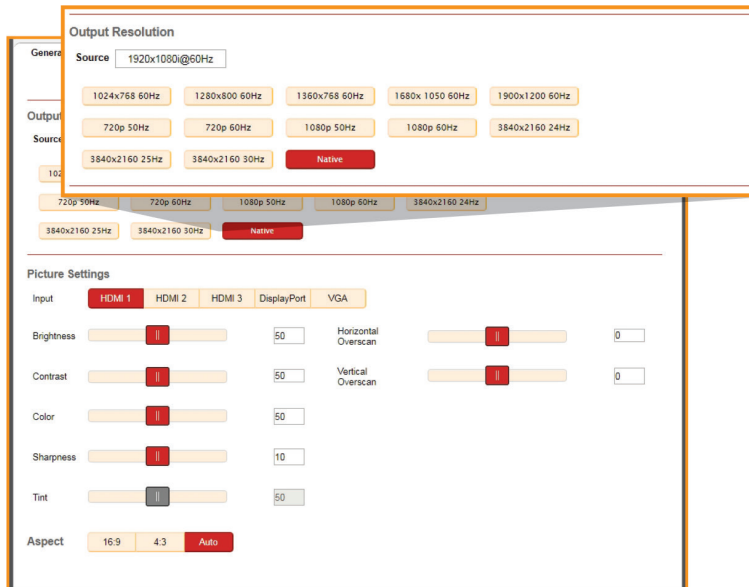 Output Resolution
Source 1920x1080i@60Hz
1024x768 60Hz 1280x800 60Hz 1360x768 60Hz 1680x 1050 60Hz 1900x1200 60Hz
720p 50Hz 720p 60Hz 1080p 50Hz 1080p 60Hz 3840x2160 24Hz
3840x2160 25Hz 3840x2160 30Hz Native
Genera
Output
Source
102
720p 50Hz 720p 60Hz 1080p 50Hz 1080p 60Hz 3840x2160 24Hz
3840x2160 25Hz 3840x2160 30Hz Native
Picture Settings
Input HDMI 1 HDMI 2 HDMI 3 DisplayPort VGA
Brightness 50 Horizontal Overscan 0
Contrast 50 Vertical Overscan 0
Color 50
Sharpness 10
Tint 50
Aspect 16:9 4:3 Auto